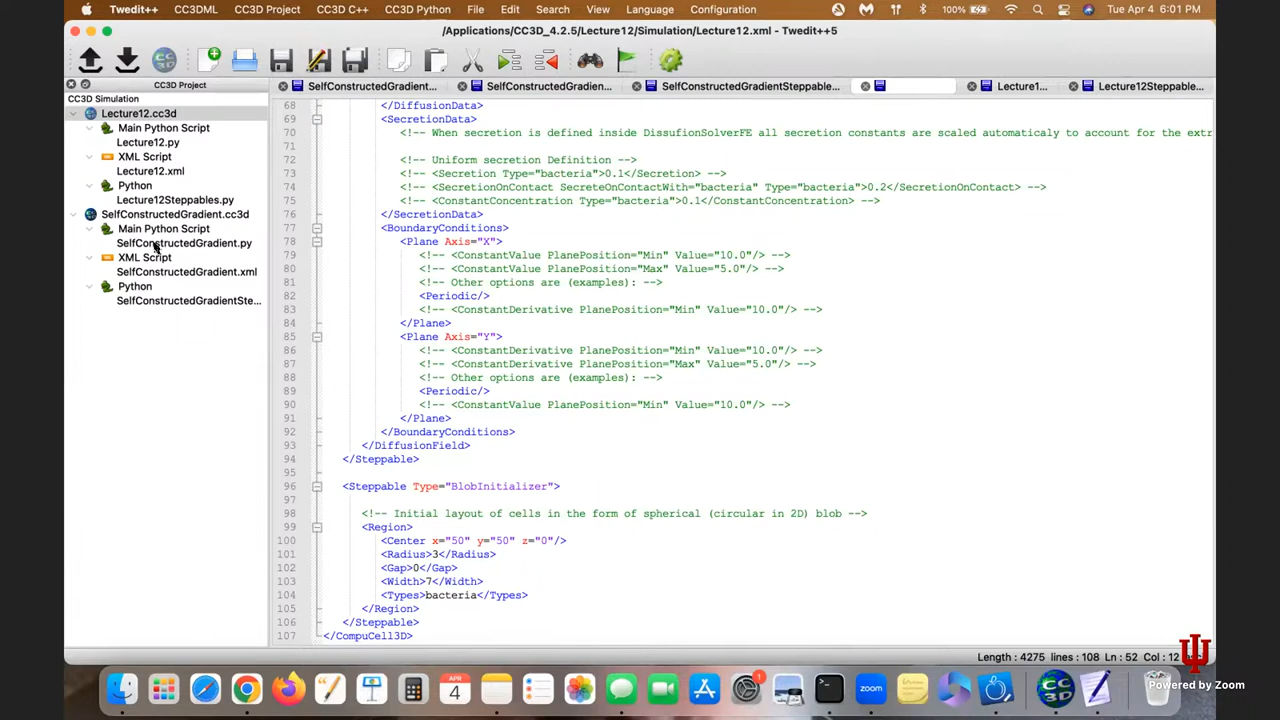 Twedit++ CC3DML CC3D Project CC3D C++ CC3D Python File Edit Search View Language Configuration 100% Tue Apr 4 6:01 PM
/Applications/CC3D_4.2.5/Lecture12/Simulation/Lecture12.xml - Twedit++5
CC3D Project
SelfConstructedGradient... SelfConstructedGradien... SelfConstructedGradientSteppable... Lecture1... Lecture12Steppable...
CC3D Simulation
Lecture12.cc3d
Main Python Script
Lecture12.py
XML Script
Lecture12.xml
Python
Lecture12Steppables.py
SelfConstructedGradient.cc3d
Main Python Script
SelfConstructedGradient.py
XML Script
SelfConstructedGradient.xml
Python
SelfConstructedGradientSte...
68 </DiffusionData>
69 <SecretionData>
70 <!-- When secretion is defined inside DissufionSolverFE all secretion constants are scaled automaticaly to account for the extr
71
72 <!-- Uniform secretion Definition -->
73 <!-- <Secretion Type="bacteria">0.1</Secretion> -->
74 <!-- <SecretionOnContact SecreteOnContactWith="bacteria" Type="bacteria">0.2</SecretionOnContact> -->
75 <!-- <ConstantConcentration Type="bacteria">0.1</ConstantConcentration> -->
76 </SecretionData>
77 <BoundaryConditions>
78 <Plane Axis="X">
79 <!-- <ConstantValue PlanePosition="Min" Value="10.0"/> -->
80 <!-- <ConstantValue PlanePosition="Max" Value="5.0"/> -->
81 <!-- Other options are (examples): -->
82 <Periodic/>
83 <!-- <ConstantDerivative PlanePosition="Min" Value="10.0"/> -->
84 </Plane>
85 <Plane Axis="Y">
86 <!-- <ConstantDerivative PlanePosition="Min" Value="10.0"/> -->
87 <!-- <ConstantDerivative PlanePosition="Max" Value="5.0"/> -->
88 <!-- Other options are (examples): -->
89 <Periodic/>
90 <!-- <ConstantValue PlanePosition="Min" Value="10.0"/> -->
91 </Plane>
92 </BoundaryConditions>
93 </DiffusionField>
94 </Steppable>
95
96 <Steppable Type="BlobInitializer">
97
98 <!-- Initial layout of cells in the form of spherical (circular in 2D) blob -->
99 <Region>
100 <Center x="50" y="50" z="0"/>
101 <Radius>3</Radius>
102 <Gap>0</Gap>
103 <Width>7</Width>
104 <Types>bacteria</Types>
105 </Region>
106 </Steppable>
107 </CompuCell3D>
Length : 4275 lines : 108 Ln : 52 Col : 12
APR
4
zoom
CC
3D
Powered by Zoom